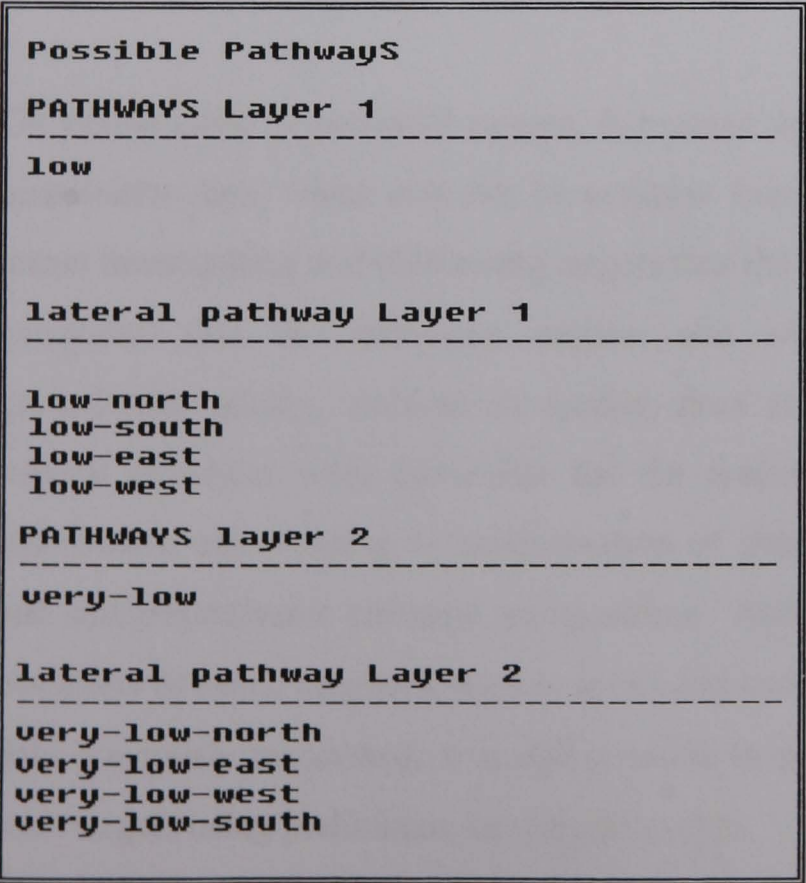 Possible PathwayS
PATHWAYS Layer 1
low
lateral pathway Layer 1
low-north
low-south
low-east
low-west
PATHWAYS layer 2
very-low
lateral pathway Layer 2
very-low-north
very-low-east
very-low-west
very-low-south